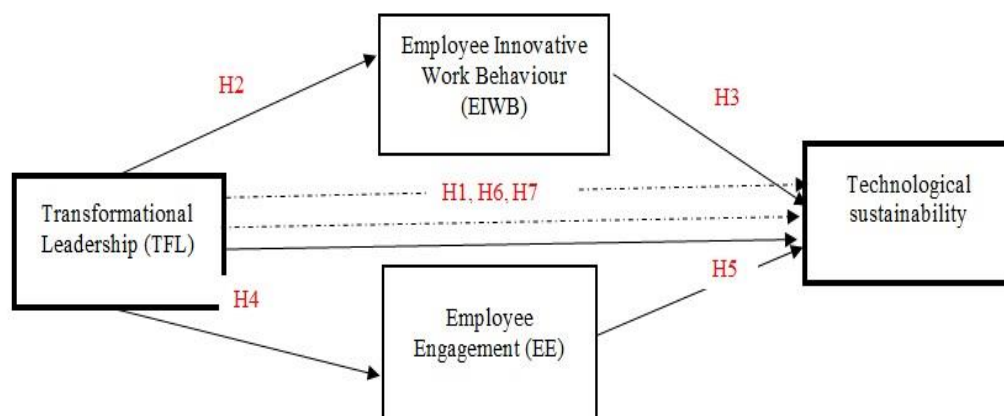 Employee Innovative
Work Behaviour
(EIWB)
H2
H3
H1, H6, H7
Transformational
Leadership (TFL)
Technological
sustainability
H4
H5
Employee
Engagement (EE)